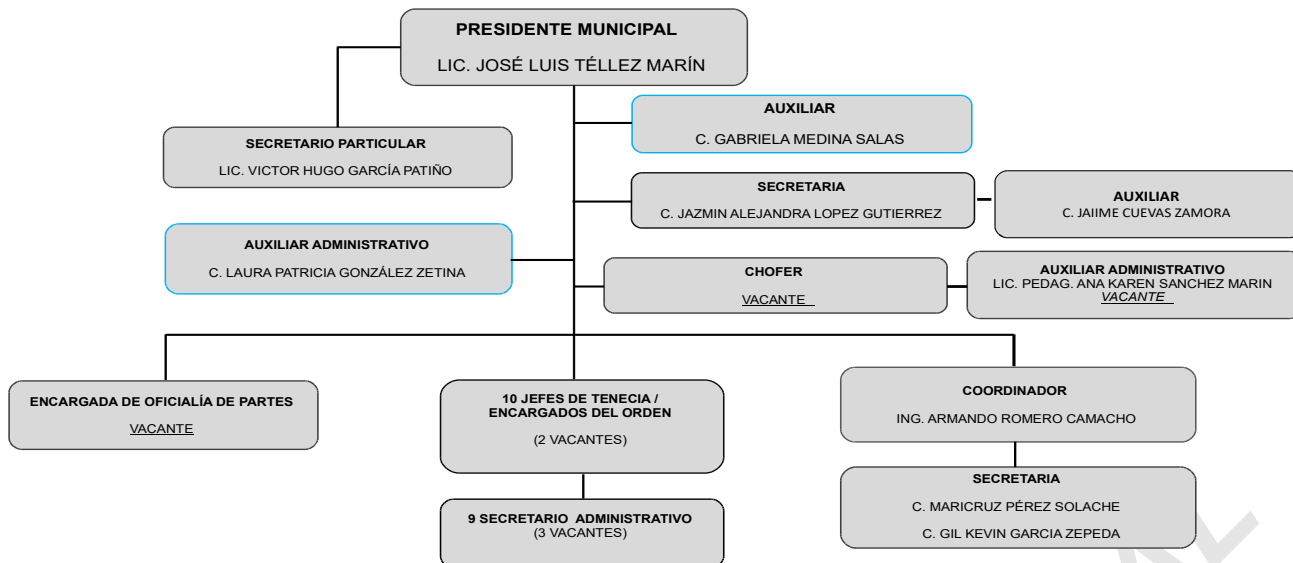 PRESIDENTE MUNICIPAL
LIC. JOSÉ LUIS TÉLLEZ MARÍN
AUXILIAR
C. GABRIELA MEDINA SALAS
SECRETARIO PARTICULAR
LIC. VICTOR HUGO GARCÍA PATIÑO
SECRETARIA
C. JAZMIN ALEJANDRA LOPEZ GUTIERREZ
AUXILIAR
C. JAIIME CUEVAS ZAMORA
AUXILIAR ADMINISTRATIVO
C. LAURA PATRICIA GONZÁLEZ ZETINA
CHOFER
VACANTE
AUXILIAR ADMINISTRATIVO
LIC. PEDAG. ANA KAREN SANCHEZ MARIN
VACANTE
ENCARGADA DE OFICIALÍA DE PARTES
VACANTE
10 JEFES DE TENECIA /
ENCARGADOS DEL ORDEN
(2 VACANTES)
COORDINADOR
ING. ARMANDO ROMERO CAMACHO
9 SECRETARIO ADMINISTRATIVO
(3 VACANTES)
SECRETARIA
C. MARICRUZ PÉREZ SOLACHE
C. GIL KEVIN GARCIA ZEPEDA